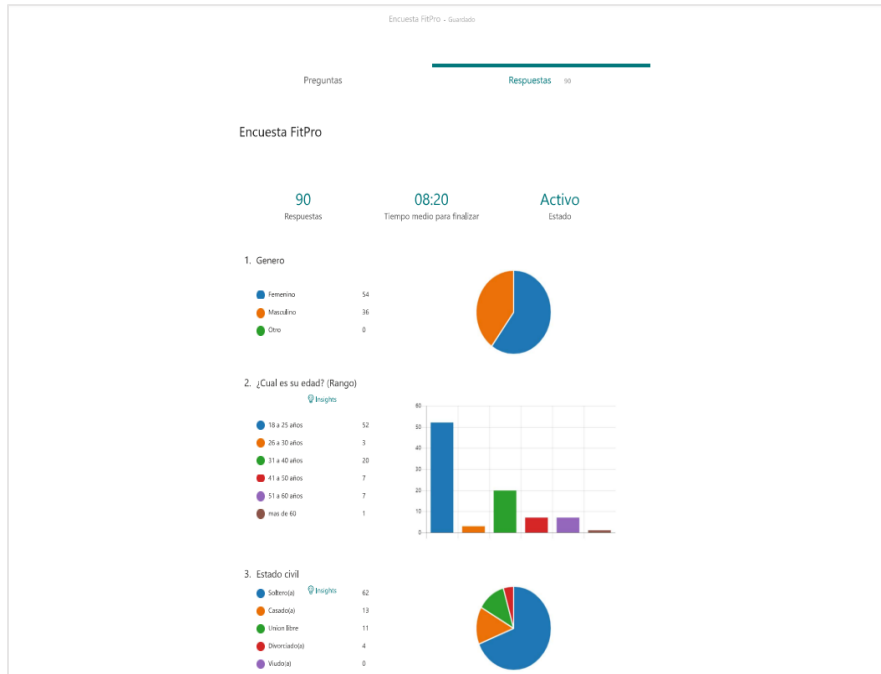 Encuesta FitPro - Guardado
Preguntas
Respuestas 90
Encuesta FitPro
90
Respuestas
08:20
Tiempo medio para finalizar
Activo
Estado
1. Genero
Femenino 54
Masculino 36
Otro 0
2. ¿Cual es su edad? (Rango)
Insights
18 a 25 años 52
26 a 30 años 3
31 a 40 años 20
41 a 50 años 7
51 a 60 años 7
mas de 60 1
60
50
40
30
20
10
0
3. Estado civil
Insights
Soltero(a) 62
Casado(a) 13
Union libre 11
Divorciado(a) 4
Viudo(a) 0